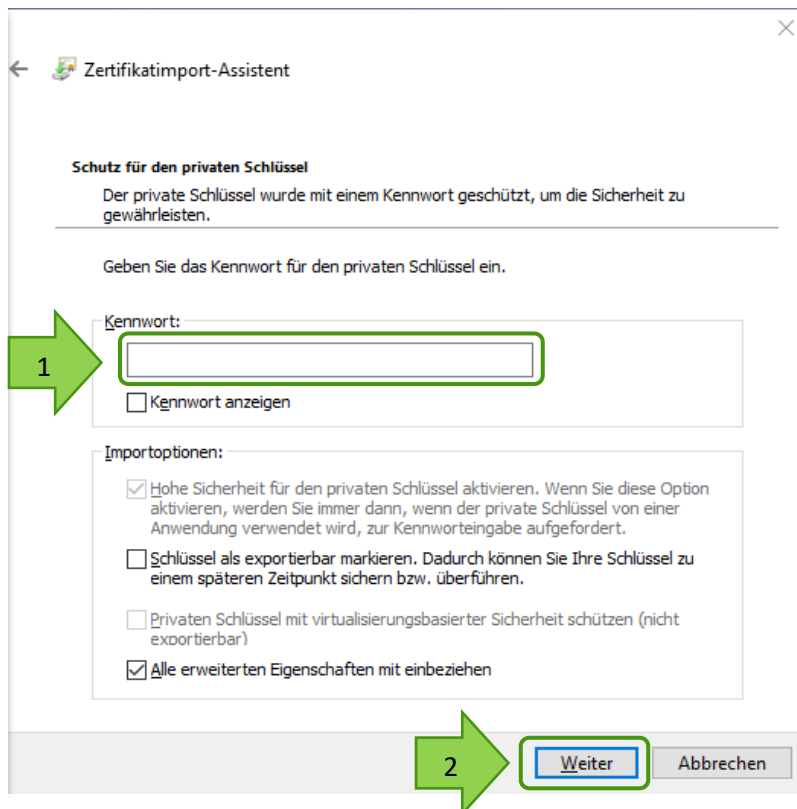 Zertifikatimport-Assistent
Schutz für den privaten Schlüssel
Der private Schlüssel wurde mit einem Kennwort geschützt, um die Sicherheit zu
gewährleisten.
Geben Sie das Kennwort für den privaten Schlüssel ein.
Kennwort:
1
Kennwort anzeigen
Importoptionen:
Hohe Sicherheit für den privaten Schlüssel aktivieren. Wenn Sie diese Option
aktivieren, werden Sie immer dann, wenn der private Schlüssel von einer
Anwendung verwendet wird, zur Kennworteingabe aufgefordert.
Schlüssel als exportierbar markieren. Dadurch können Sie Ihre Schlüssel zu
einem späteren Zeitpunkt sichern bzw. überführen.
Privaten Schlüssel mit virtualisierungsbasierter Sicherheit schützen (nicht
exportierbar)
Alle erweiterten Eigenschaften mit einbeziehen
2 Weiter Abbrechen